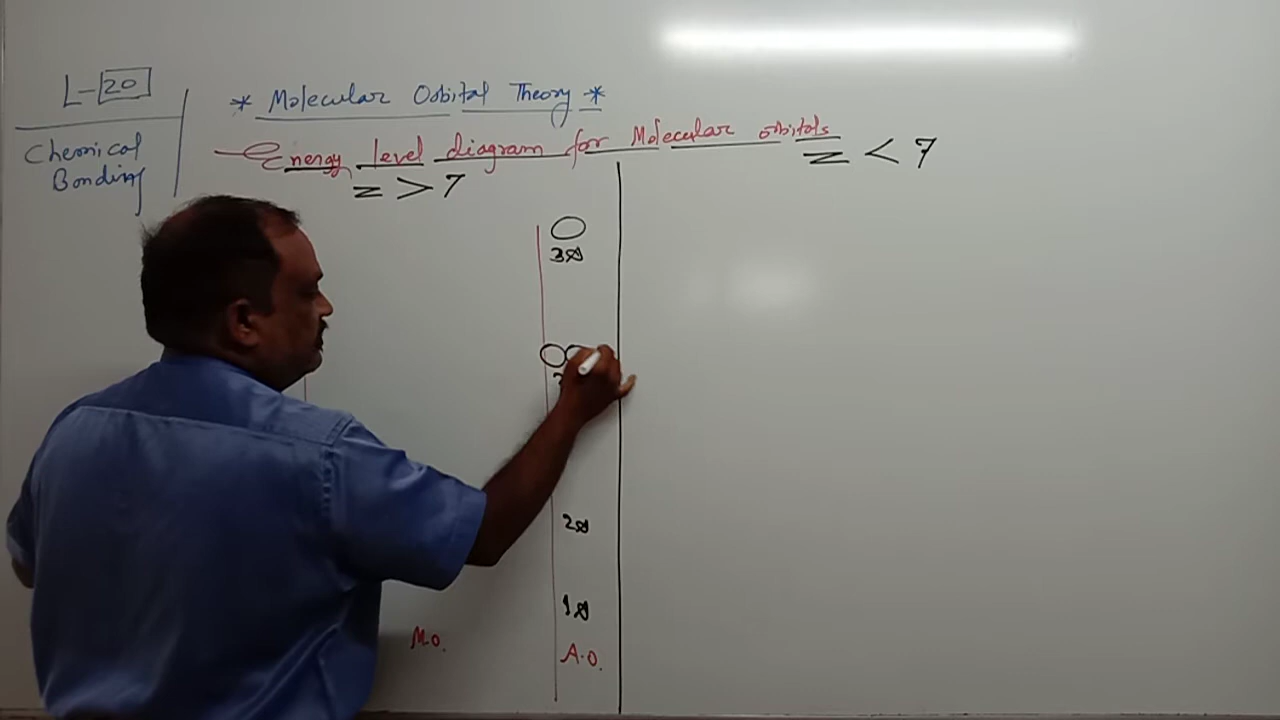 L-20
Chemical
Bonding
* Molecular Orbital Theory *
Energy level diagram for Molecular orbitals
z > 7
z < 7
3s
2s
1s
M.O.
A.O.